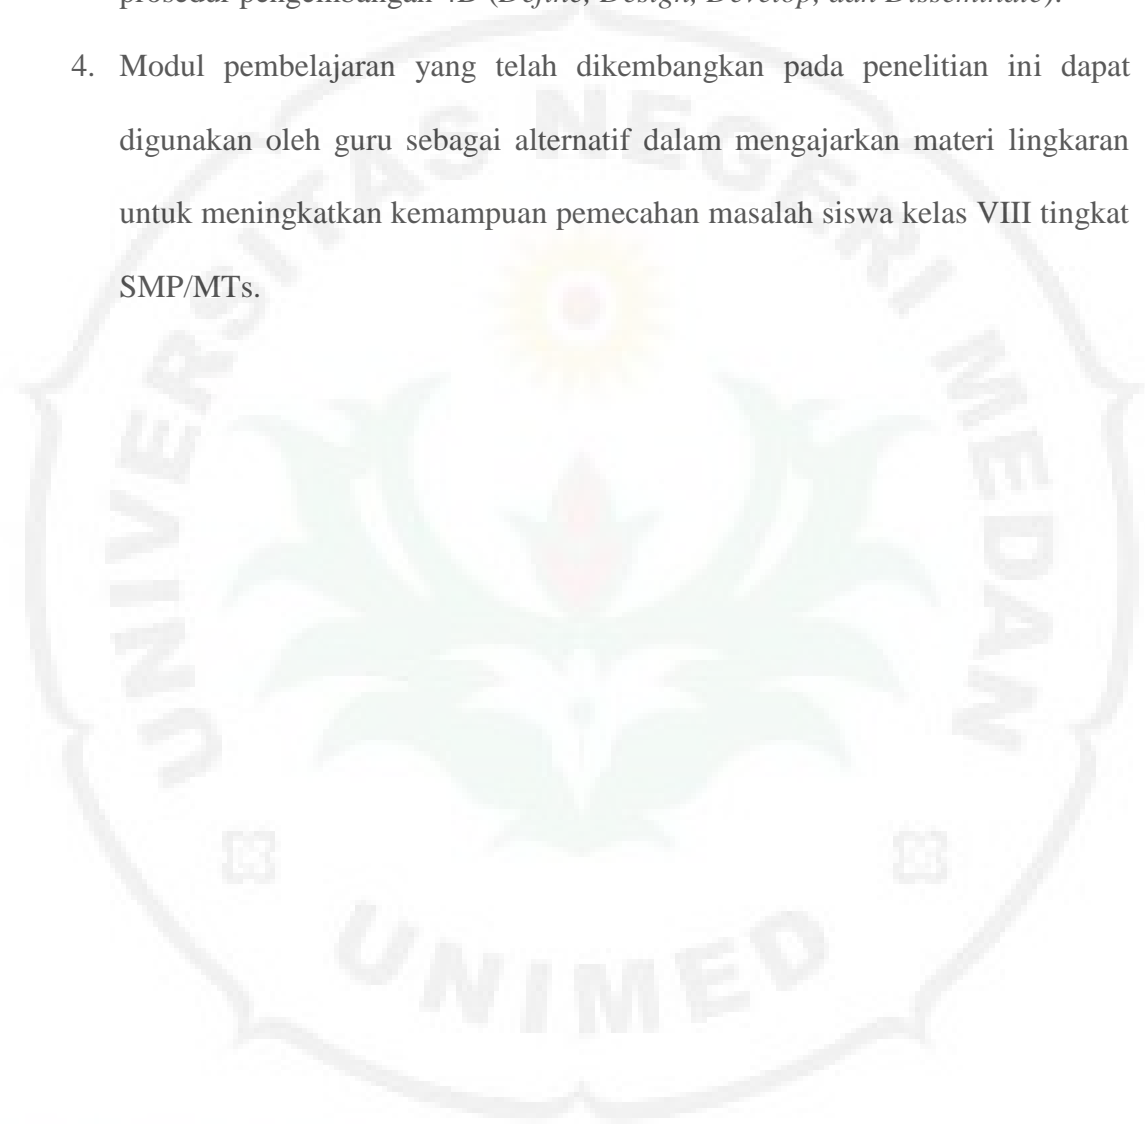 prosedur pengembangan 4D (Define, Design, Develop, dan Disseminate).
4. Modul pembelajaran yang telah dikembangkan pada penelitian ini dapat
digunakan oleh guru sebagai alternatif dalam mengajarkan materi lingkaran
untuk meningkatkan kemampuan pemecahan masalah siswa kelas VIII tingkat
SMP/MTs.
UNIVERSITAS NEGERI MEDAN
UNIMED